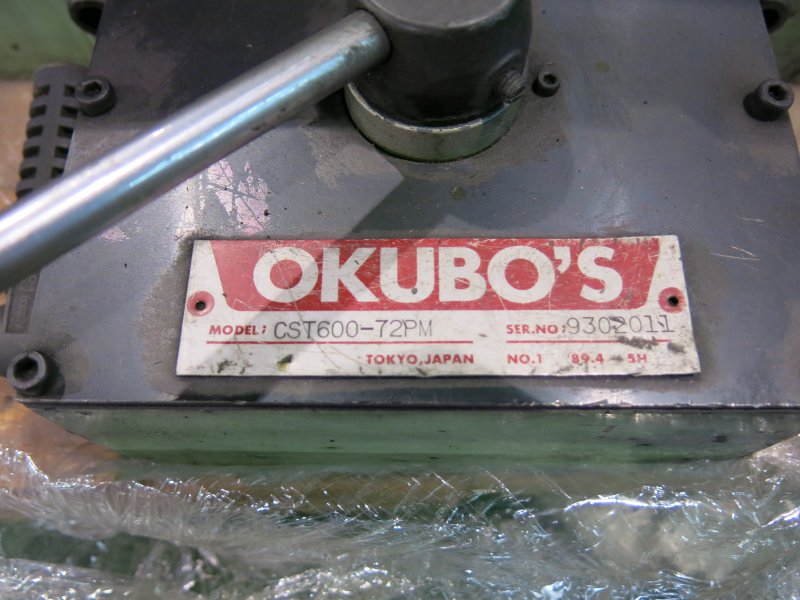 OKUBO'S
MODEL; CST600-72PM SER.NO; 9302011
TOKYO, JAPAN NO.1 '89.4 5H